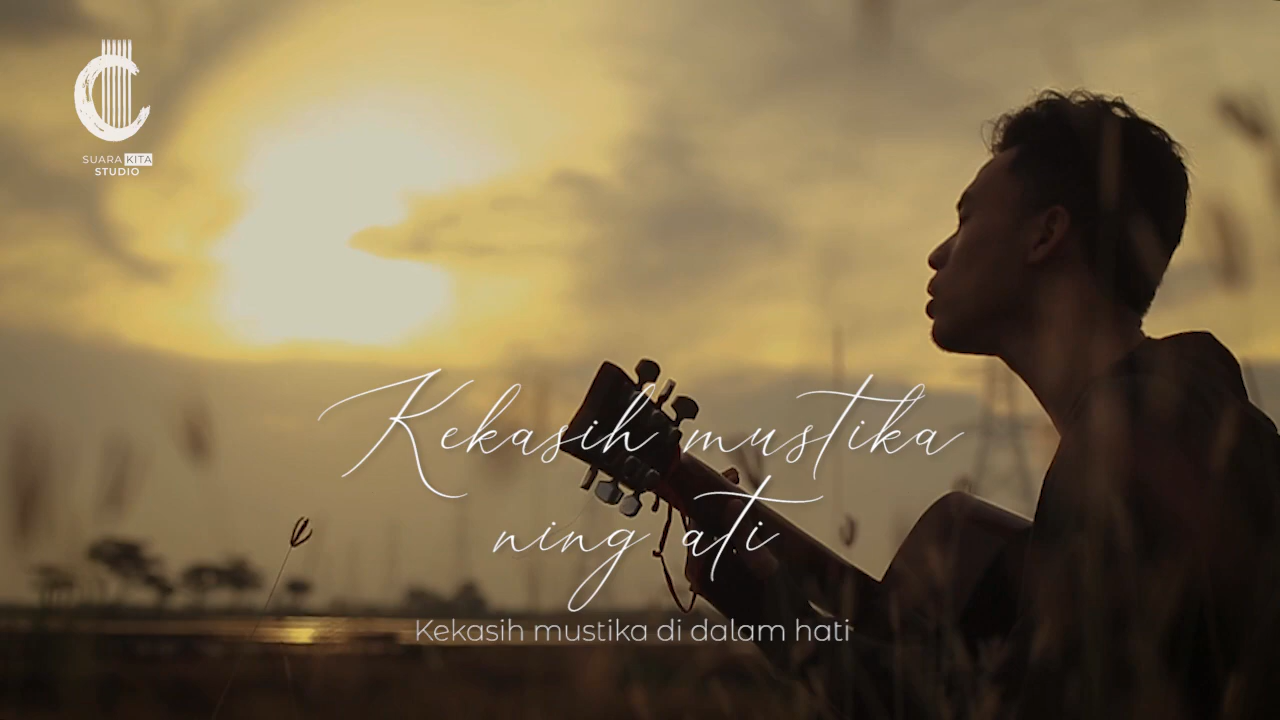 SUARA KITA
STUDIO
Kekasih mustika
ning ati
Kekasih mustika di dalam hati